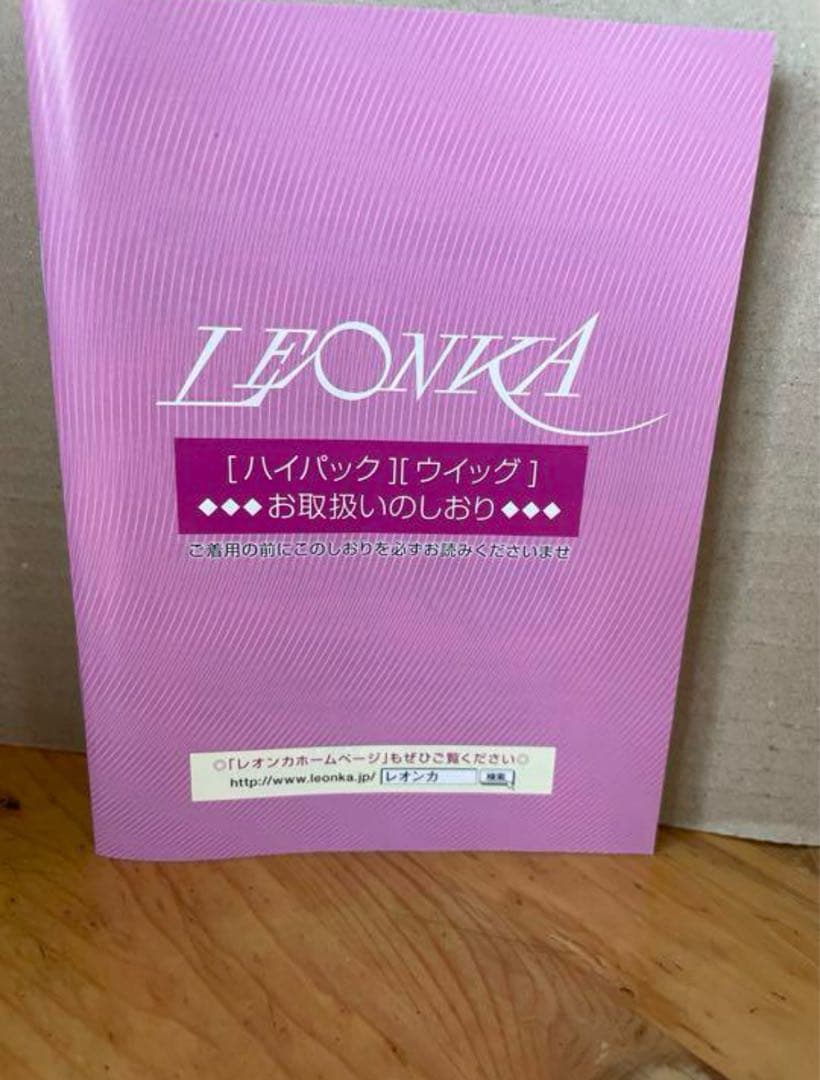 LEONKA
[ハイパック][ウイッグ]
◆◆◆お取扱いのしおり◆◆◆
ご着用の前にこのしおりを必ずお読みくださいませ
◎「レオンカホームページ」もぜひご覧ください◎
http://www.leonka.jp/ レオンカ 検索